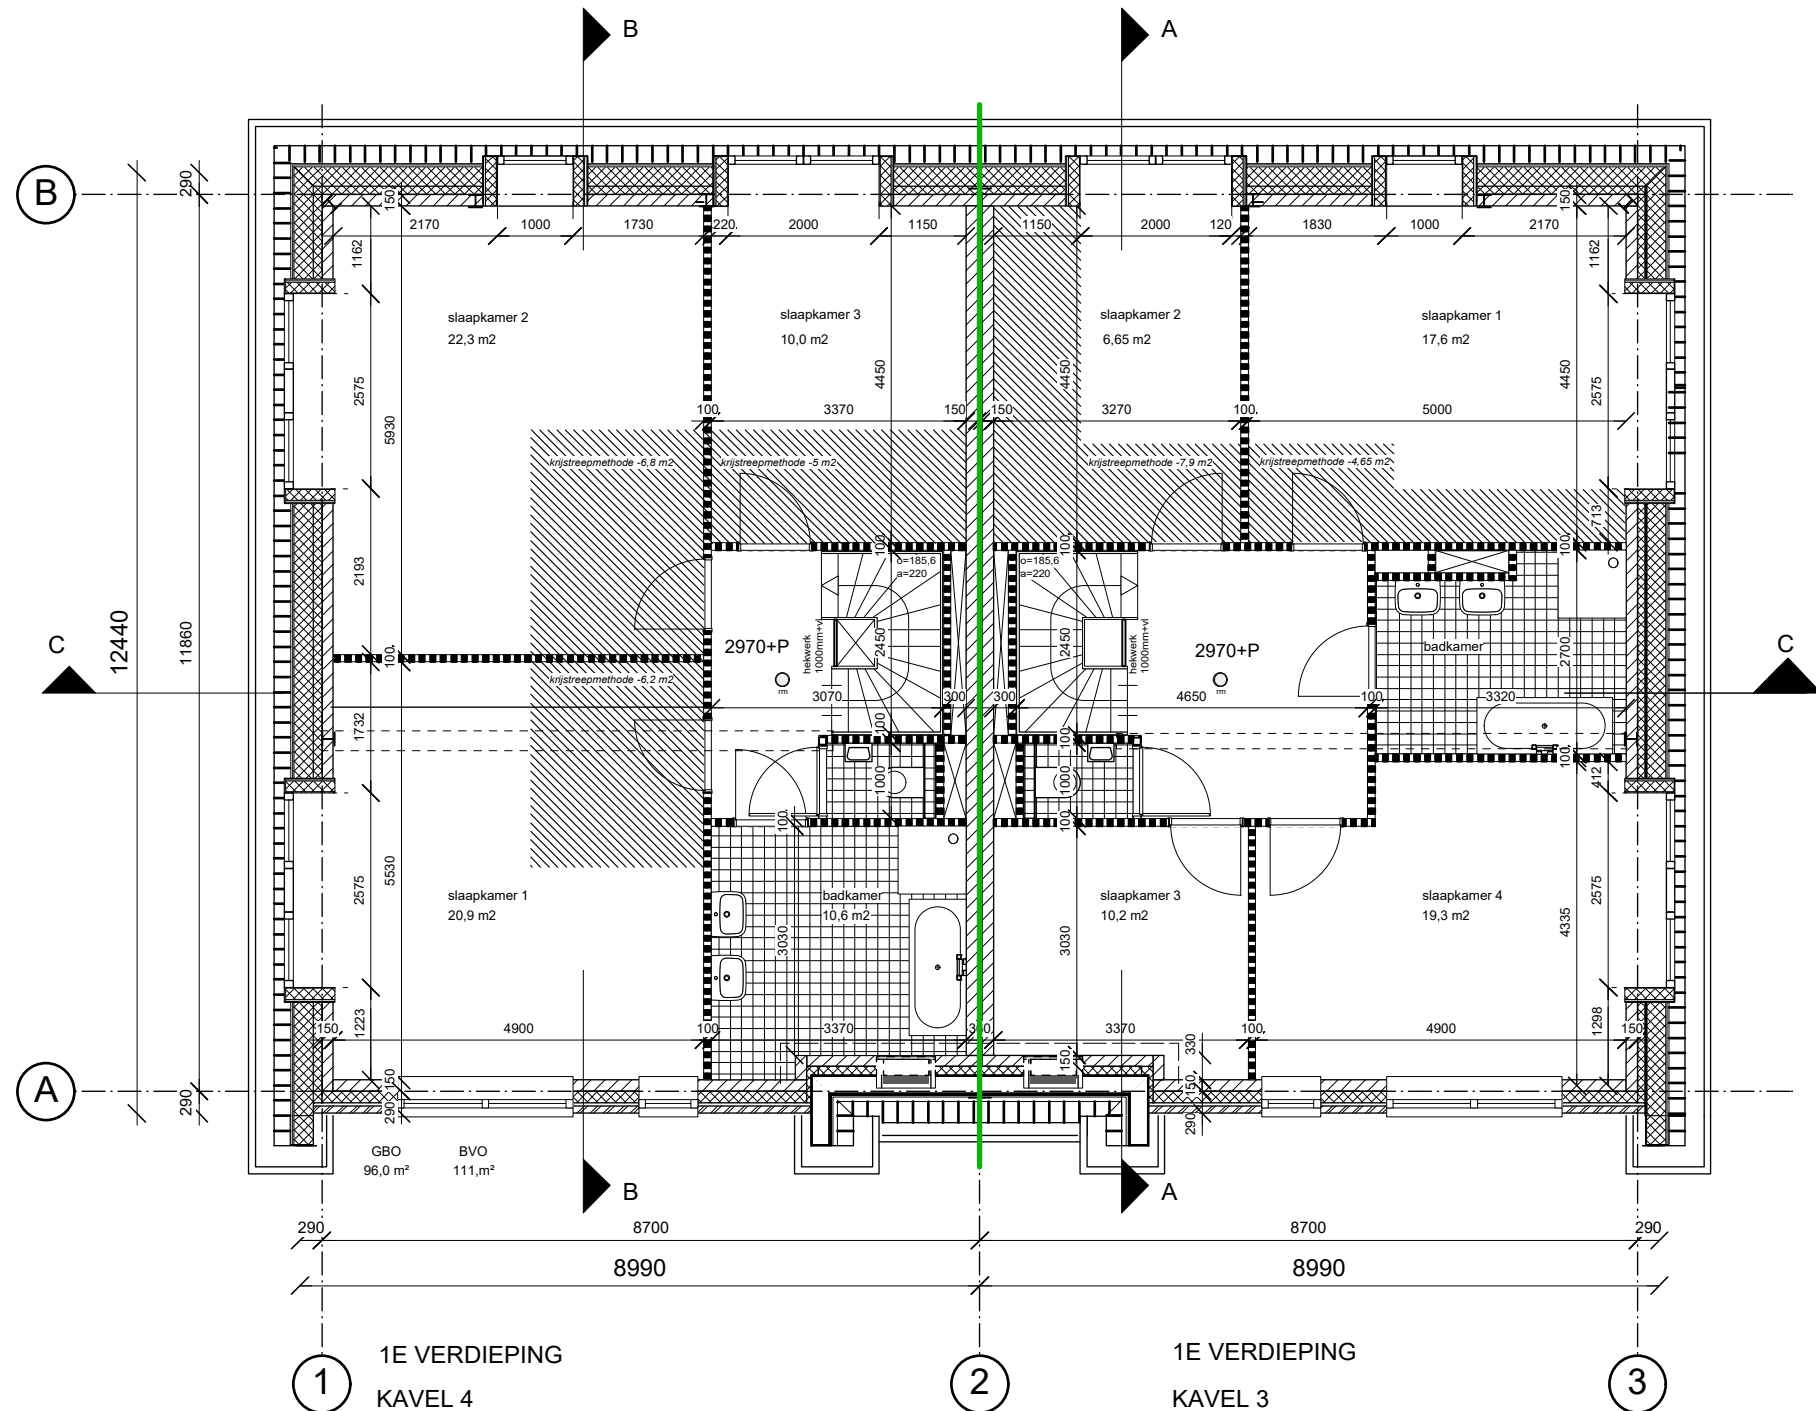 B
A
B
290
150
150
2170
1000
1730
220.
2000
1150
1150
2000
120
1830
1000
2170
1162
1162
slaapkamer 2
22,3 m2
slaapkamer 3
10,0 m2
slaapkamer 2
6,65 m2
slaapkamer 1
17,6 m2
2575
5930
4450
4450
4450
2575
100.
3370
150
150
3270
100.
5000
krijstreepmethode -6,8 m2
krijstreepmethode -5 m2
krijstreepmethode -7,9 m2
krijstreepmethode -4,65 m2
713
100
100
100
o=185,6
a=220
o=185,6
a=220
2193
12440
11860
C
C
2970+P
hekwerk
1000mm+vl
2450
2450
hekwerk
1000mm+vl
2970+P
badkamer
2700
rm
rm
100.
krijstreepmethode -6,2 m2
3070
300
300
4650
100.
3320
1732
100
100
100
412
1000
1000
100.
100
5530
2575
slaapkamer 1
20,9 m2
badkamer
10,6 m2
slaapkamer 3
10,2 m2
slaapkamer 4
19,3 m2
2575
4335
3030
3030
1223
1298
150.
4900
100.
3370
300.
3370
100.
4900
150
330
A
290
150
290
150
150
290
GBO
96,0 m²
BVO
111,m²
B
A
290
8700
8700
290
8990
8990
1
1E VERDIEPING
KAVEL 4
2
1E VERDIEPING
KAVEL 3
3